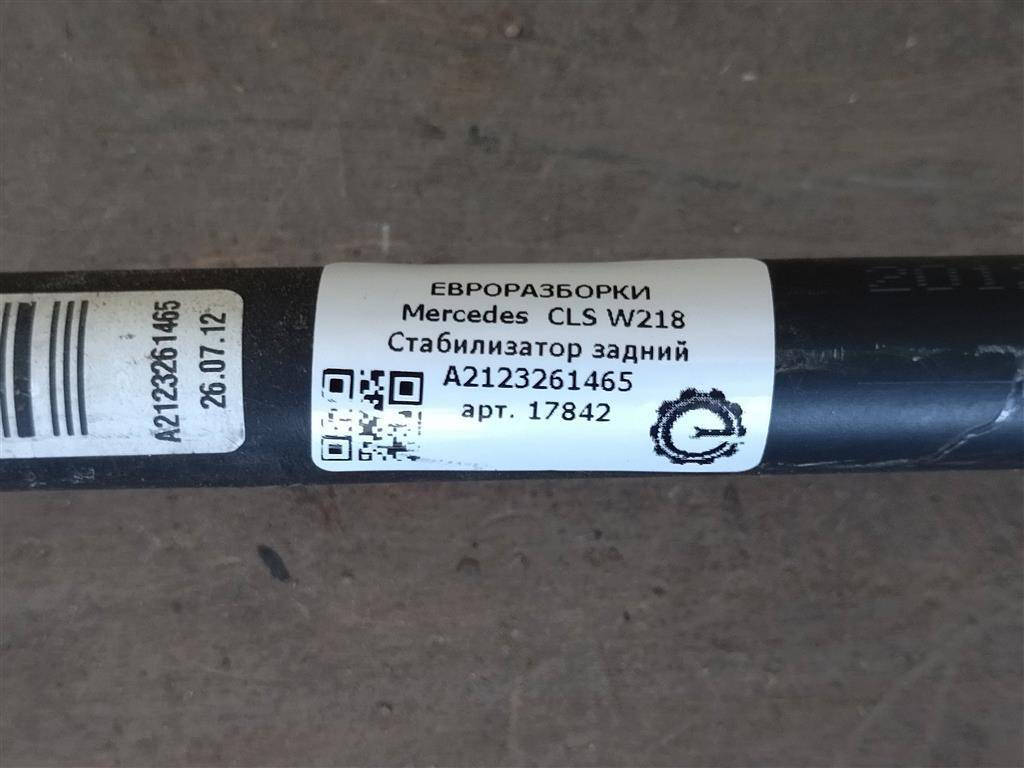 A2123261465
26.07.12
ЕВРОРАЗБОРКИ
Mercedes CLS W218
Стабилизатор задний
A2123261465
арт. 17842